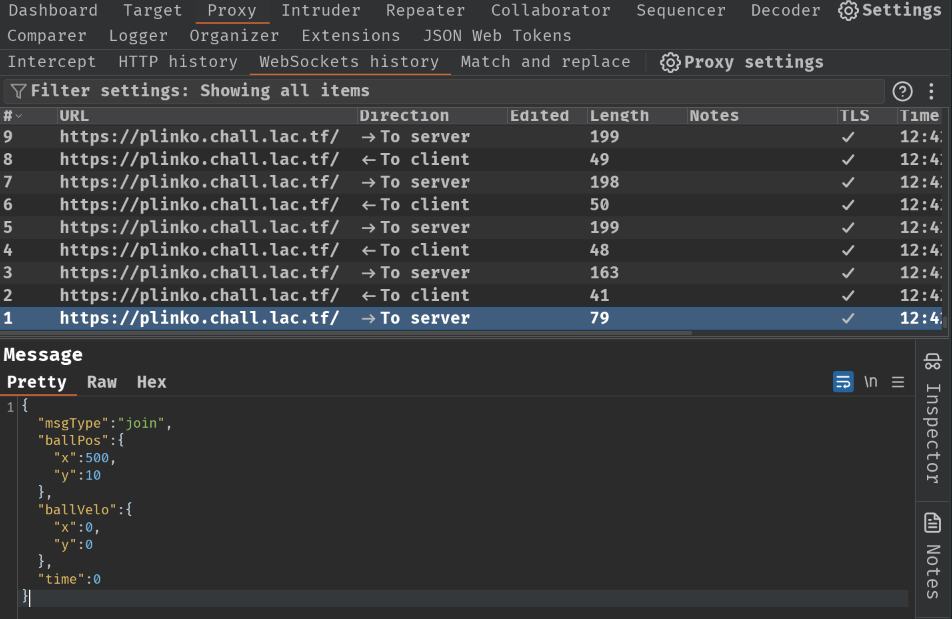 Dashboard Target Proxy Intruder Repeater Collaborator Sequencer Decoder Settings
Comparer Logger Organizer Extensions JSON Web Tokens
Intercept HTTP history WebSockets history Match and replace Proxy settings
Filter settings: Showing all items
# URL Direction Edited Length Notes TLS Time
9 https://plinko.chall.lac.tf/ → To server 199 ✓ 12:4
8 https://plinko.chall.lac.tf/ ← To client 49 ✓ 12:4
7 https://plinko.chall.lac.tf/ → To server 198 ✓ 12:4
6 https://plinko.chall.lac.tf/ ← To client 50 ✓ 12:4
5 https://plinko.chall.lac.tf/ → To server 199 ✓ 12:4
4 https://plinko.chall.lac.tf/ ← To client 48 ✓ 12:4
3 https://plinko.chall.lac.tf/ → To server 163 ✓ 12:4
2 https://plinko.chall.lac.tf/ ← To client 41 ✓ 12:4
1 https://plinko.chall.lac.tf/ → To server 79 ✓ 12:4
Message
Pretty Raw Hex \n
1 {
"msgType":"join",
"ballPos":{
"x":500,
"y":10
},
"ballVelo":{
"x":0,
"y":0
},
"time":0
}
Inspector
Notes